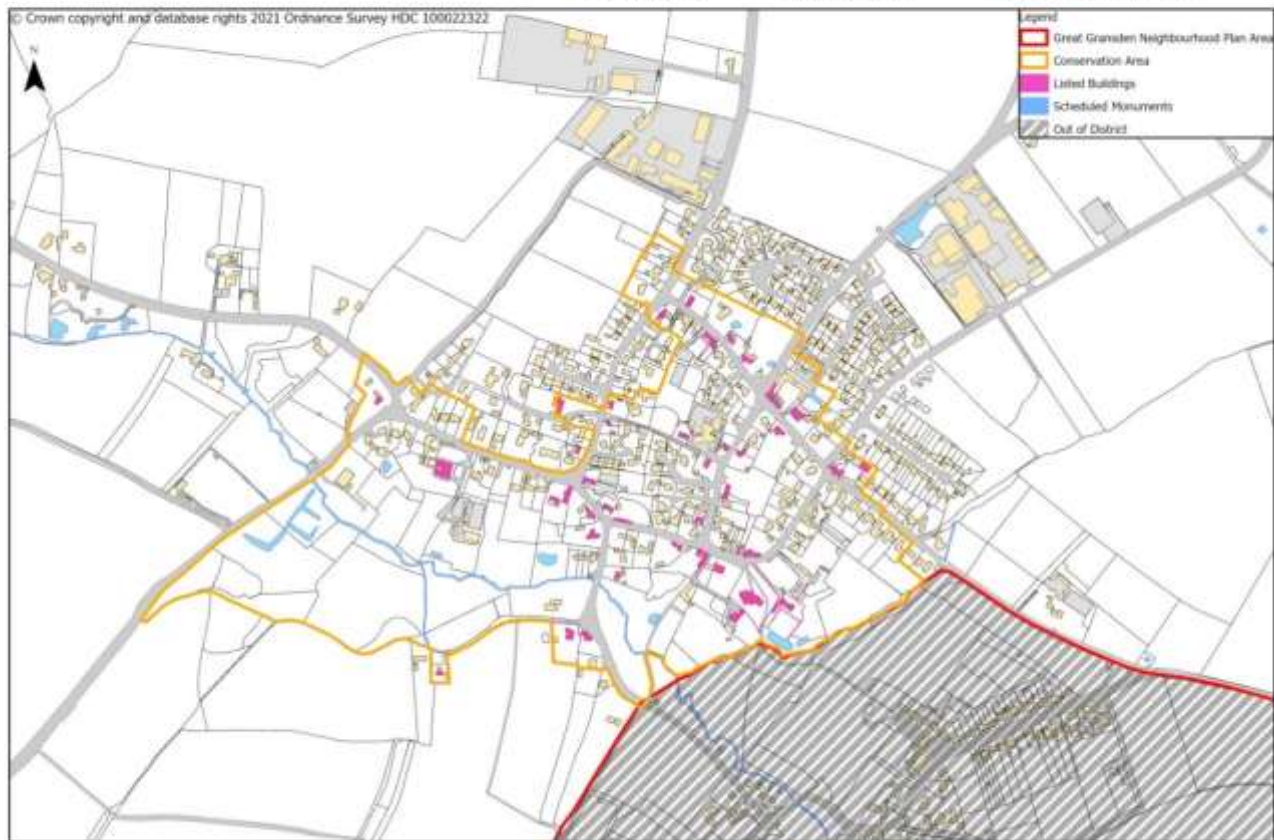 © Crown copyright and database rights 2021 Ordnance Survey HDC 100022322
N
Legend
Great Gransden Neighbourhood Plan Area
Conservation Area
Listed Buildings
Scheduled Monuments
Out of District